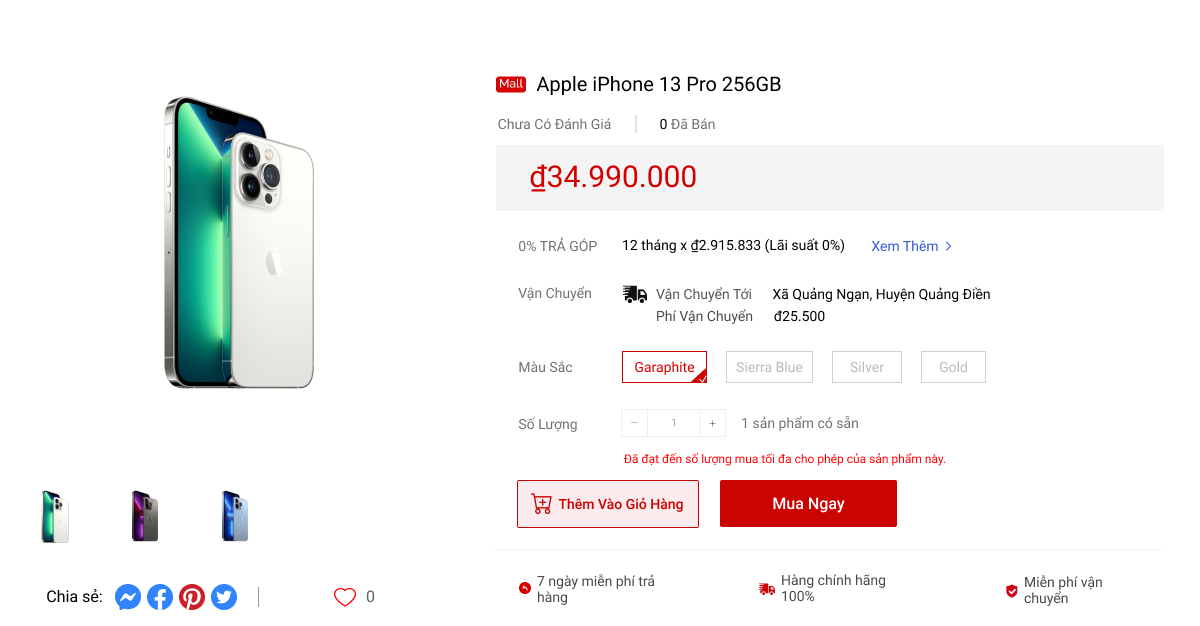 Mall Apple iPhone 13 Pro 256GB
Chưa Có Đánh Giá 0 Đã Bán
₫34.990.000
0% TRẢ GÓP 12 tháng x ₫2.915.833 (Lãi suất 0%) Xem Thêm >
Vận Chuyển Vận Chuyển Tới Xã Quảng Ngạn, Huyện Quảng Điền
Phí Vận Chuyển đ25.500
Màu Sắc Garaphite Sierra Blue Silver Gold
Số Lượng − 1 + 1 sản phẩm có sẵn
Đã đạt đến số lượng mua tối đa cho phép của sản phẩm này.
Thêm Vào Giỏ Hàng Mua Ngay
7 ngày miễn phí trả
hàng
Hàng chính hãng
100%
Miễn phí vận
chuyển
Chia sẻ: 0